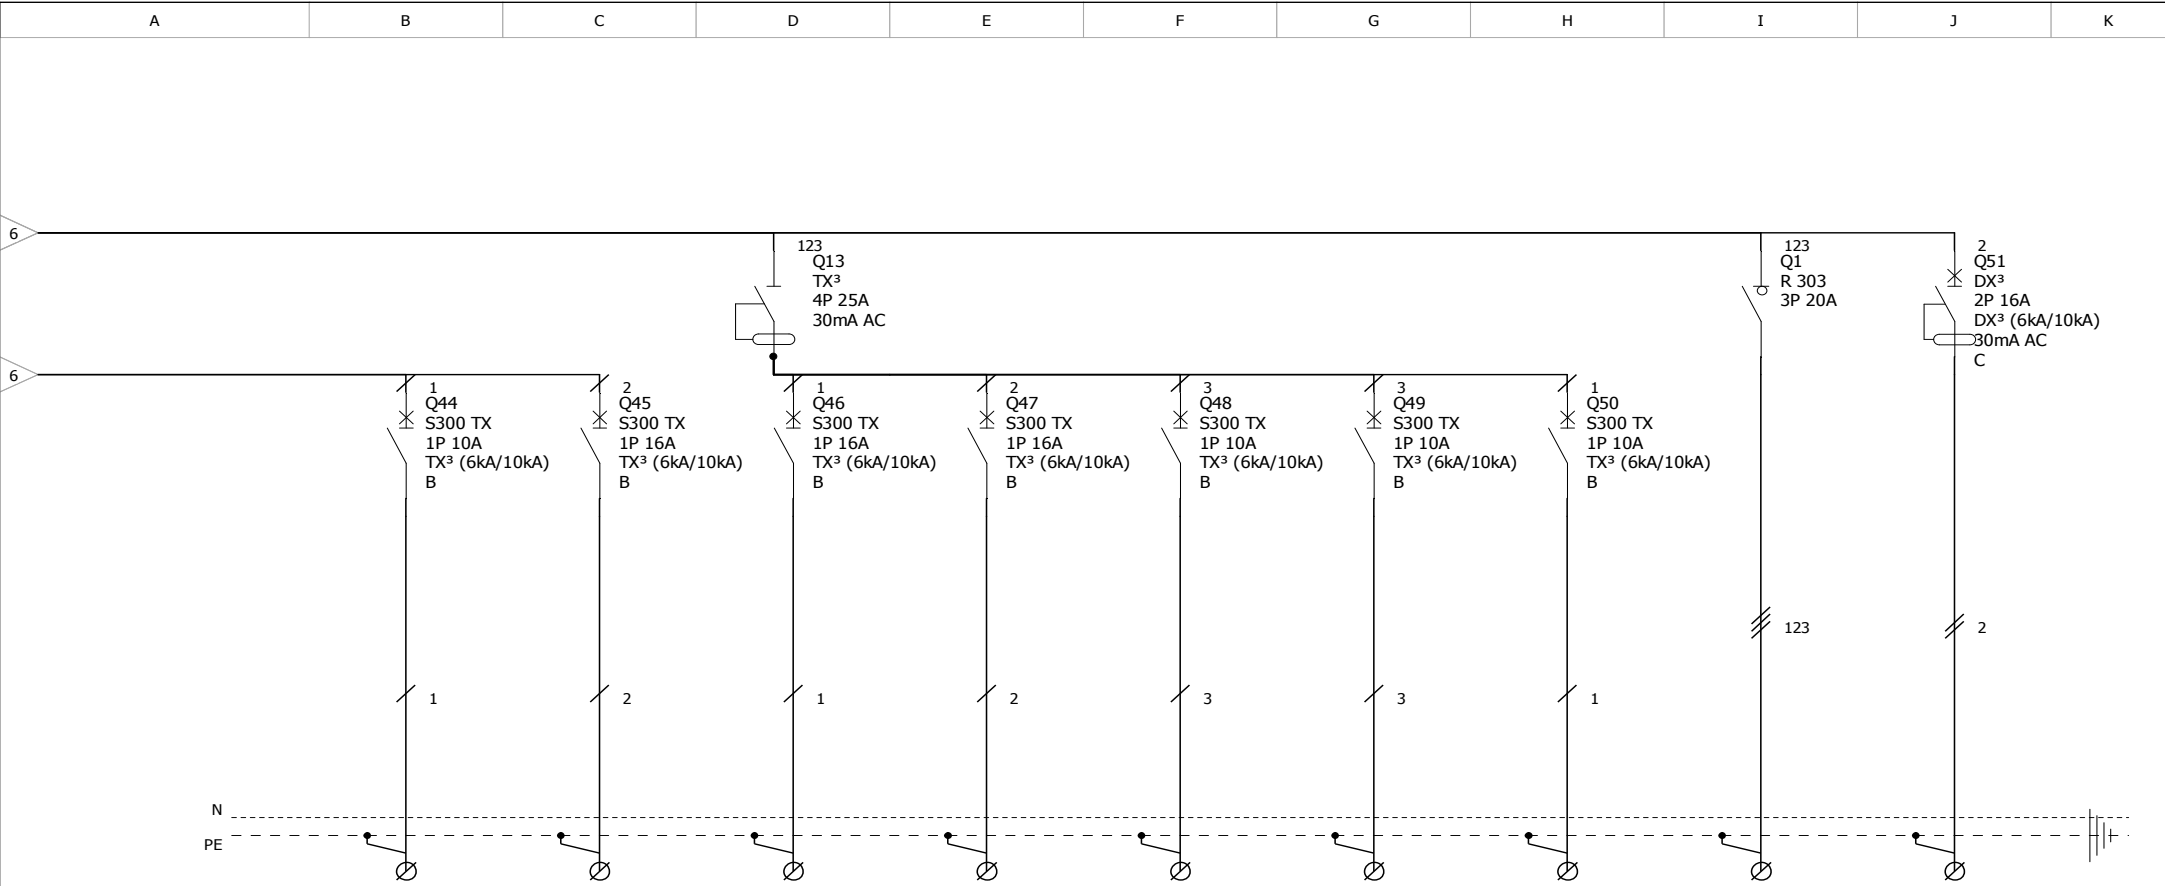 A
B
C
D
E
F
G
H
I
J
K
6
123
Q13
TX³
4P 25A
30mA AC
123
Q1
R 303
3P 20A
2
Q51
DX³
2P 16A
DX³ (6kA/10kA)
30mA AC
C
6
1
Q44
S300 TX
1P 10A
TX³ (6kA/10kA)
B
2
Q45
S300 TX
1P 16A
TX³ (6kA/10kA)
B
1
Q46
S300 TX
1P 16A
TX³ (6kA/10kA)
B
2
Q47
S300 TX
1P 16A
TX³ (6kA/10kA)
B
3
Q48
S300 TX
1P 10A
TX³ (6kA/10kA)
B
3
Q49
S300 TX
1P 10A
TX³ (6kA/10kA)
B
1
Q50
S300 TX
1P 10A
TX³ (6kA/10kA)
B
123
2
1
2
1
2
3
3
1
N
PE